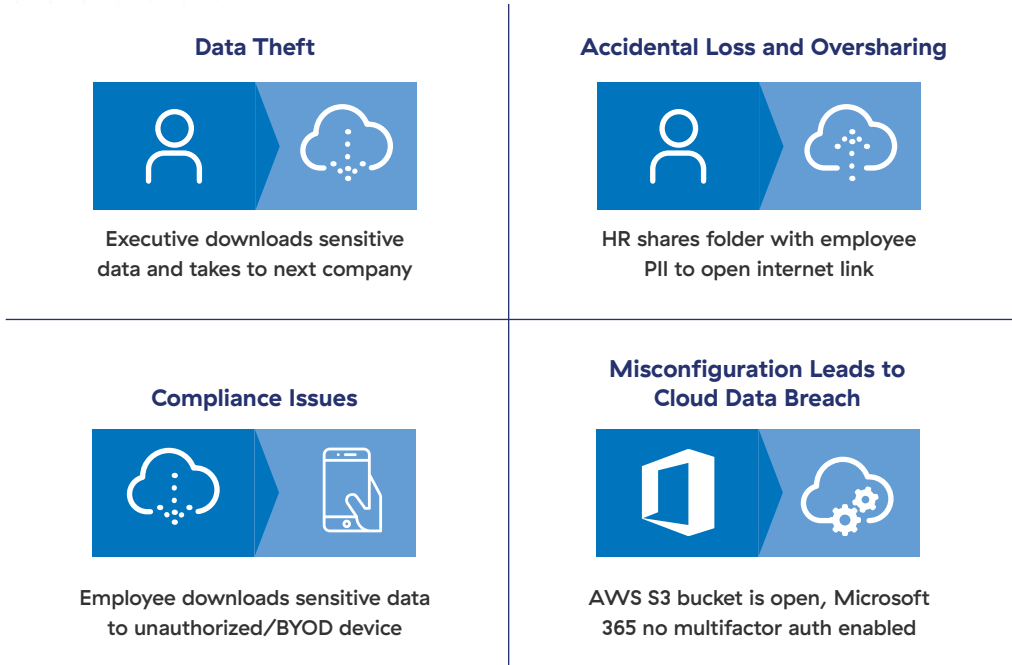 Data Theft
Executive downloads sensitive
data and takes to next company
Accidental Loss and Oversharing
HR shares folder with employee
PII to open internet link
Compliance Issues
Employee downloads sensitive data
to unauthorized/BYOD device
Misconfiguration Leads to
Cloud Data Breach
AWS S3 bucket is open, Microsoft
365 no multifactor auth enabled